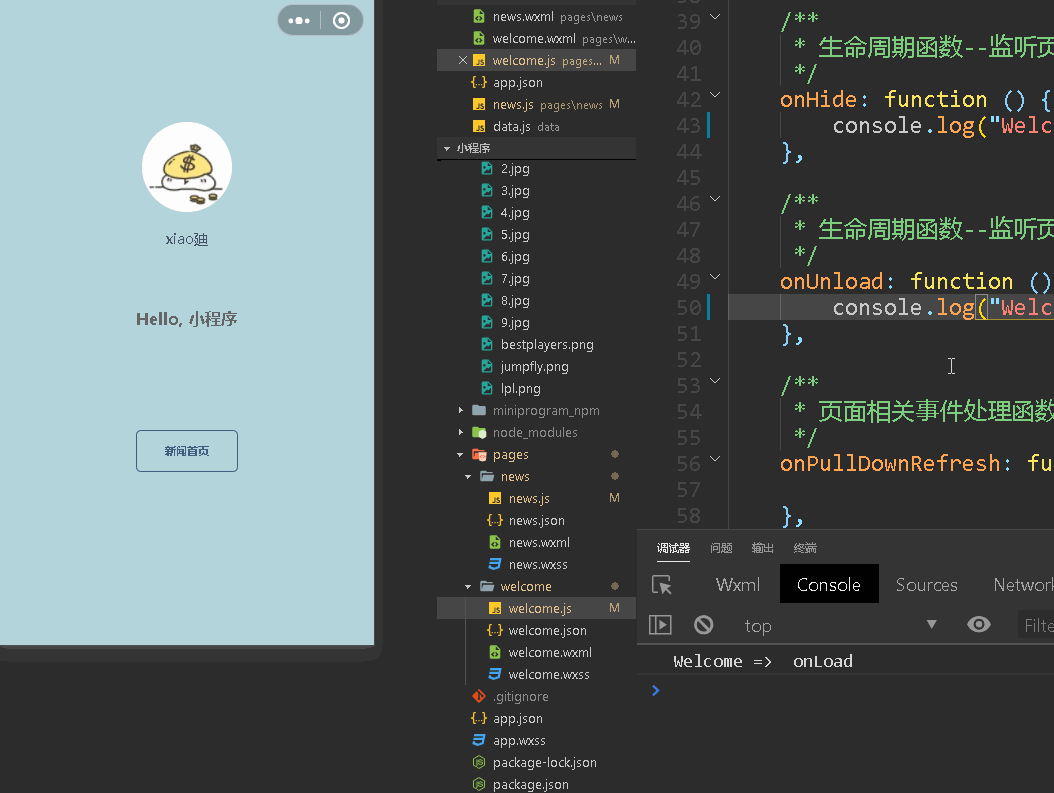 xiao廸
Hello, 小程序
新闻首页
news.wxml pages\news
welcome.wxml pages\w...
welcome.js pages... M
app.json
news.js pages\news M
data.js data
小程序
2.jpg
3.jpg
4.jpg
5.jpg
6.jpg
7.jpg
8.jpg
9.jpg
bestplayers.png
jumpfly.png
lpl.png
miniprogram_npm
node_modules
pages
news
news.js M
news.json
news.wxml
news.wxss
welcome
welcome.js M
welcome.json
welcome.wxml
welcome.wxss
.gitignore
app.json
app.wxss
package-lock.json
package.json
39 /**
40 * 生命周期函数--监听页
41 */
42 onHide: function () {
43 console.log("Welc
44 },
45
46 /**
47 * 生命周期函数--监听页
48 */
49 onUnload: function ()
50 console.log("Welc
51 },
52
53 /**
54 * 页面相关事件处理函数
55 */
56 onPullDownRefresh: fu
57
58 },
调试器 问题 输出 终端
Wxml Console Sources Network
top Filte
Welcome => onLoad